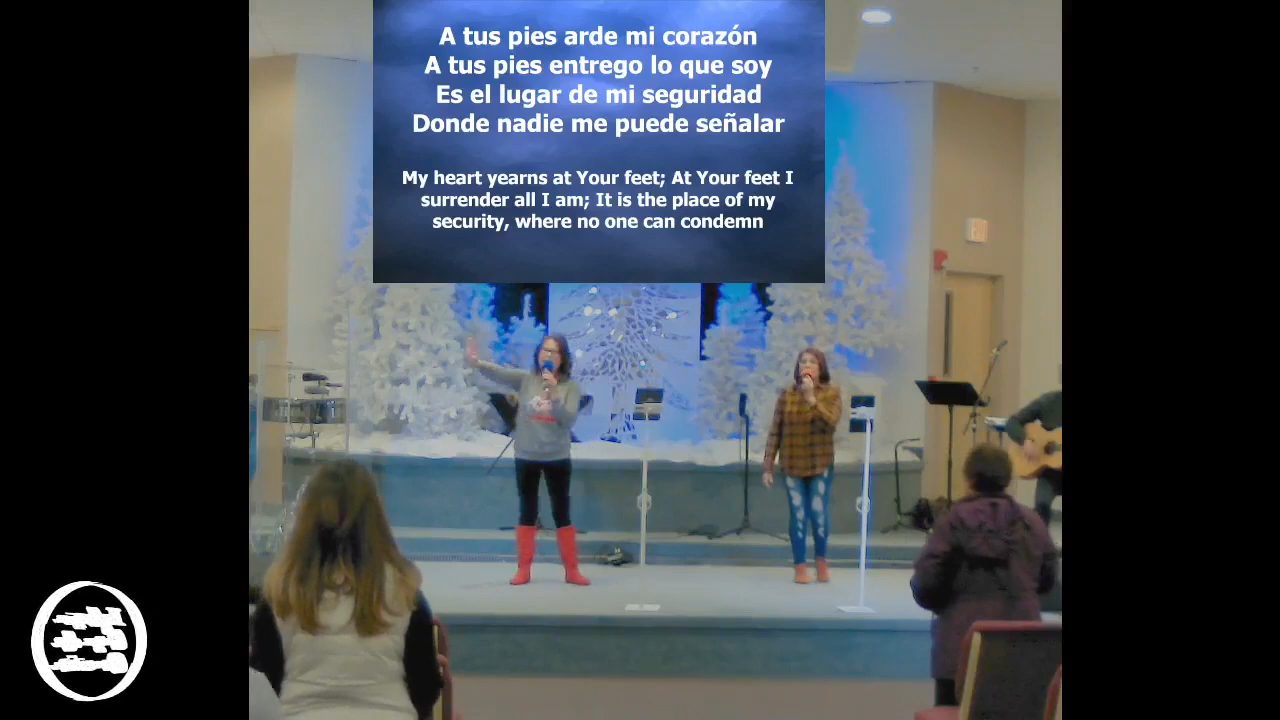 A tus pies arde mi corazón
A tus pies entrego lo que soy
Es el lugar de mi seguridad
Donde nadie me puede señalar
My heart yearns at Your feet; At Your feet I
surrender all I am; It is the place of my
security, where no one can condemn